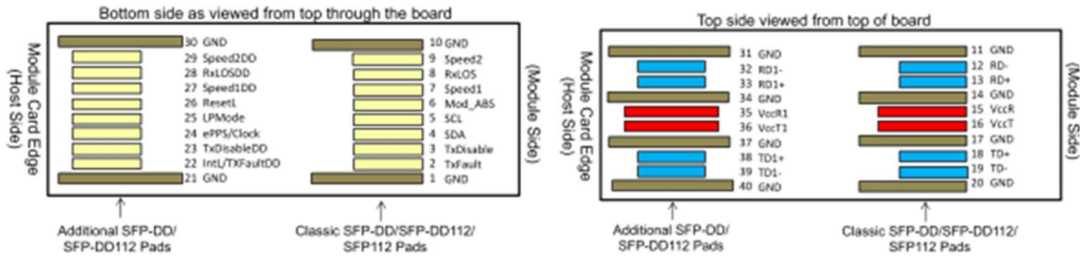 Bottom side as viewed from top through the board
Module Card Edge
(Host Side)
30 GND
29 Speed2DD
28 RxLOSDD
27 Speed1DD
26 ResetL
25 LPMode
24 ePPS/Clock
23 TxDisableDD
22 IntL/TXFaultDD
21 GND
10 GND
9 Speed2
8 RxLOS
7 Speed1
6 Mod_ABS
5 SCL
4 SDA
3 TxDisable
2 TxFault
1 GND
(Module Side)
Additional SFP-DD/
SFP-DD112 Pads
Classic SFP-DD/SFP-DD112/
SFP112 Pads
Top side viewed from top of board
Module Card Edge
(Host Side)
31 GND
32 RD1-
33 RD1+
34 GND
35 VccR1
36 VccT1
37 GND
38 TD1+
39 TD1-
40 GND
11 GND
12 RD-
13 RD+
14 GND
15 VccR
16 VccT
17 GND
18 TD+
19 TD-
20 GND
(Module Side)
Additional SFP-DD/
SFP-DD112 Pads
Classic SFP-DD/SFP-DD112/
SFP112 Pads